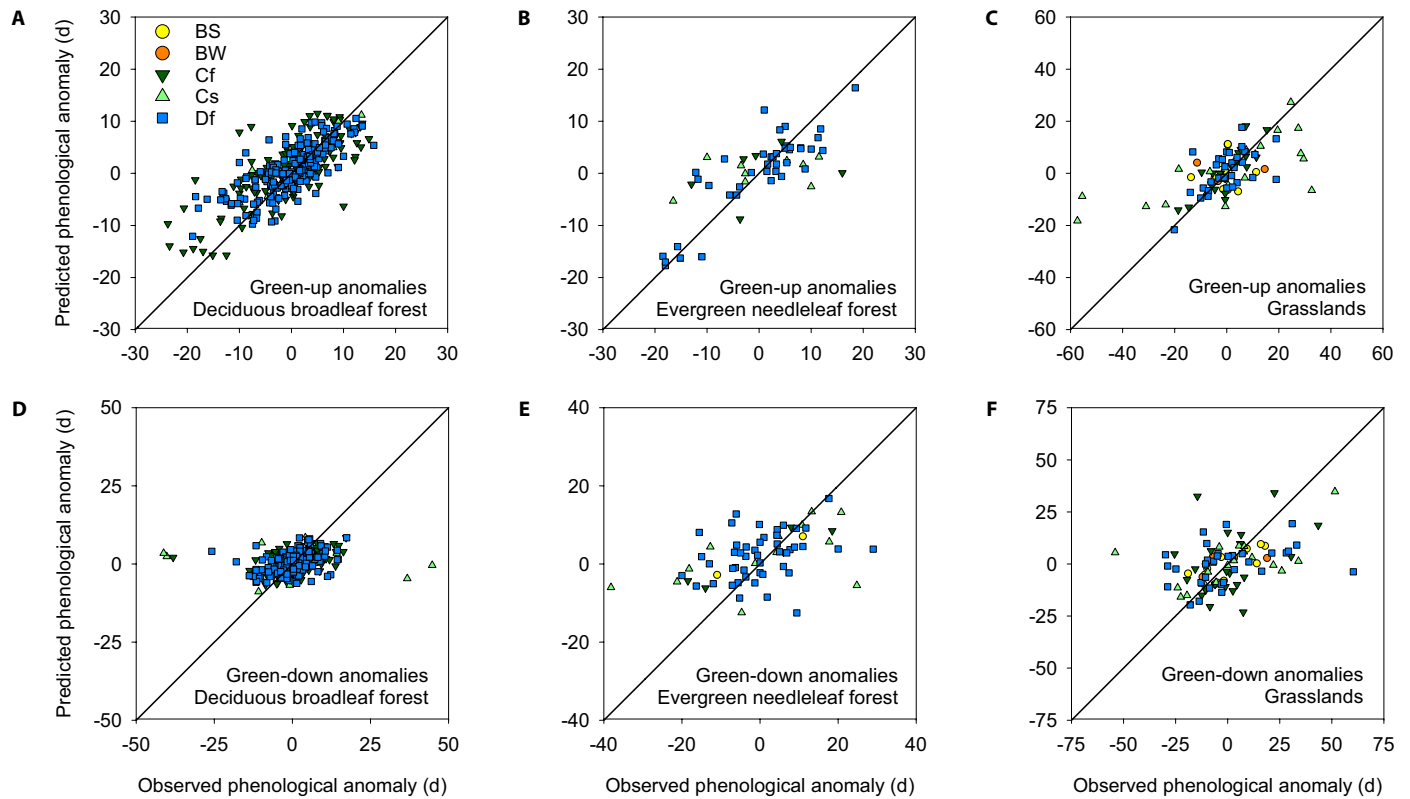 A
Predicted phenological anomaly (d)
30
20
10
0
-10
-20
-30
BS
BW
Cf
Cs
Df
Green-up anomalies
Deciduous broadleaf forest
-30 -20 -10 0 10 20 30
B
30
20
10
0
-10
-20
-30
Green-up anomalies
Evergreen needleleaf forest
-30 -20 -10 0 10 20 30
C
60
40
20
0
-20
-40
-60
Green-up anomalies
Grasslands
-60 -40 -20 0 20 40 60
D
Predicted phenological anomaly (d)
50
25
0
-25
-50
Green-down anomalies
Deciduous broadleaf forest
-50 -25 0 25 50
Observed phenological anomaly (d)
E
40
20
0
-20
-40
Green-down anomalies
Evergreen needleleaf forest
-40 -20 0 20 40
Observed phenological anomaly (d)
F
75
50
25
0
-25
-50
-75
Green-down anomalies
Grasslands
-75 -50 -25 0 25 50 75
Observed phenological anomaly (d)